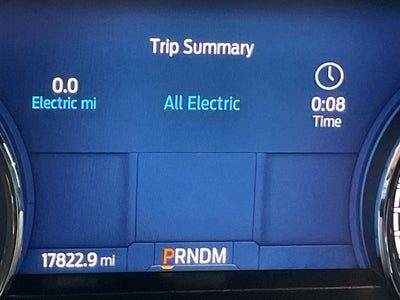 Trip Summary
0.0
Electric mi
All Electric
0:08
Time
17822.9 mi
PRNDM